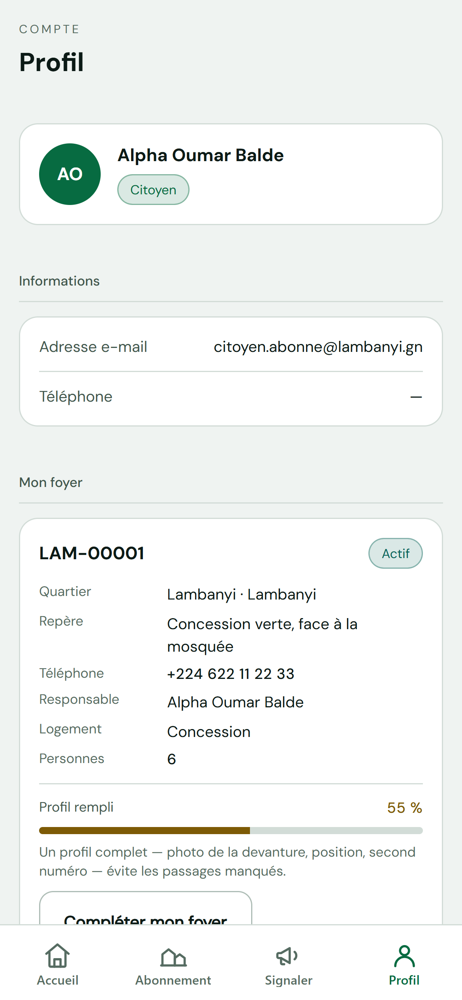 COMPTE
Profil
AO
Alpha Oumar Balde
Citoyen
Informations
Adresse e-mail citoyen.abonne@lambanyi.gn
Téléphone —
Mon foyer
LAM-00001 Actif
Quartier Lambanyi · Lambanyi
Repère Concession verte, face à la
mosquée
Téléphone +224 622 11 22 33
Responsable Alpha Oumar Balde
Logement Concession
Personnes 6
Profil rempli 55 %
Un profil complet — photo de la devanture, position, second
numéro — évite les passages manqués.
Compléter mon foyer
Accueil Abonnement Signaler Profil